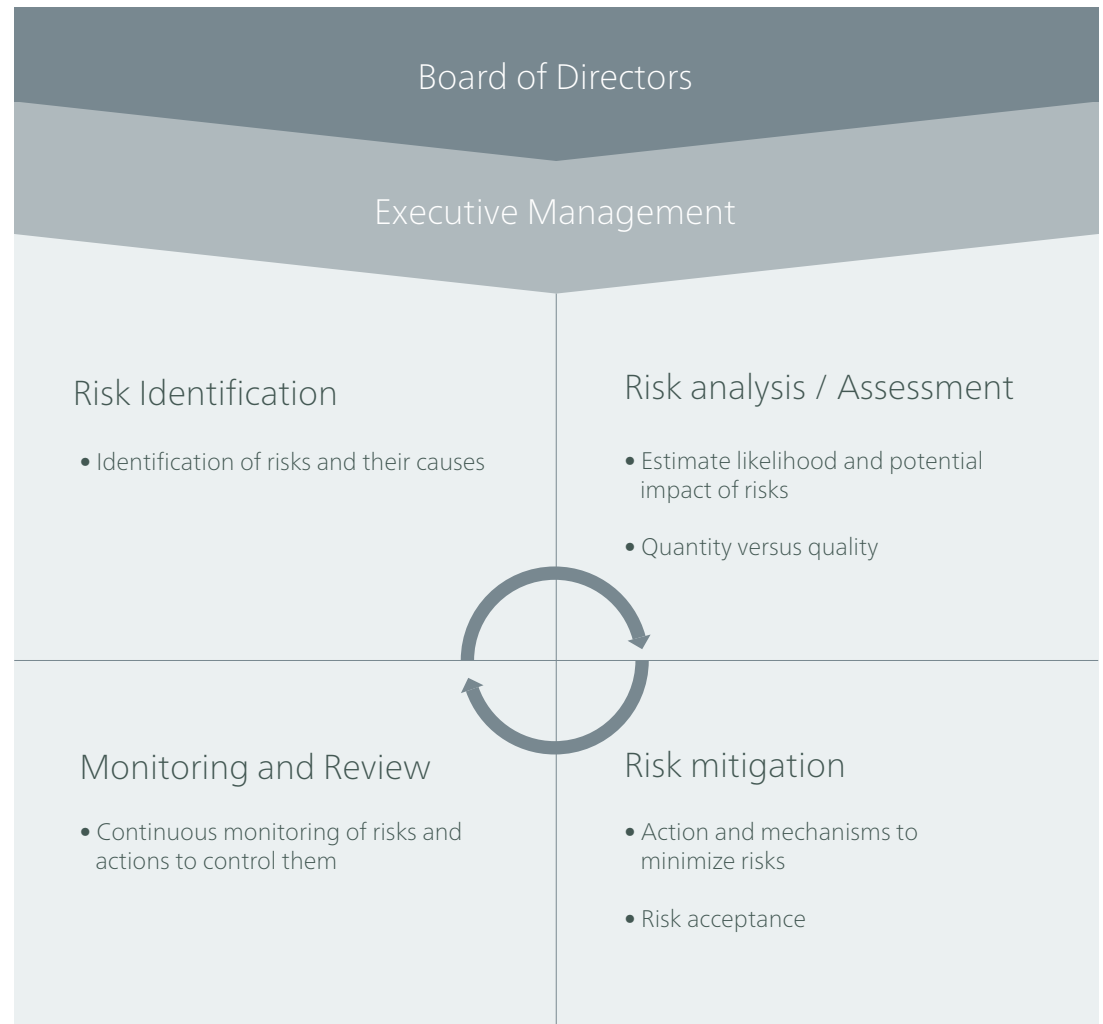 Board of Directors
Executive Management
Risk Identification
• Identification of risks and their causes
Risk analysis / Assessment
• Estimate likelihood and potential
impact of risks
• Quantity versus quality
Monitoring and Review
• Continuous monitoring of risks and
actions to control them
Risk mitigation
• Action and mechanisms to
minimize risks
• Risk acceptance